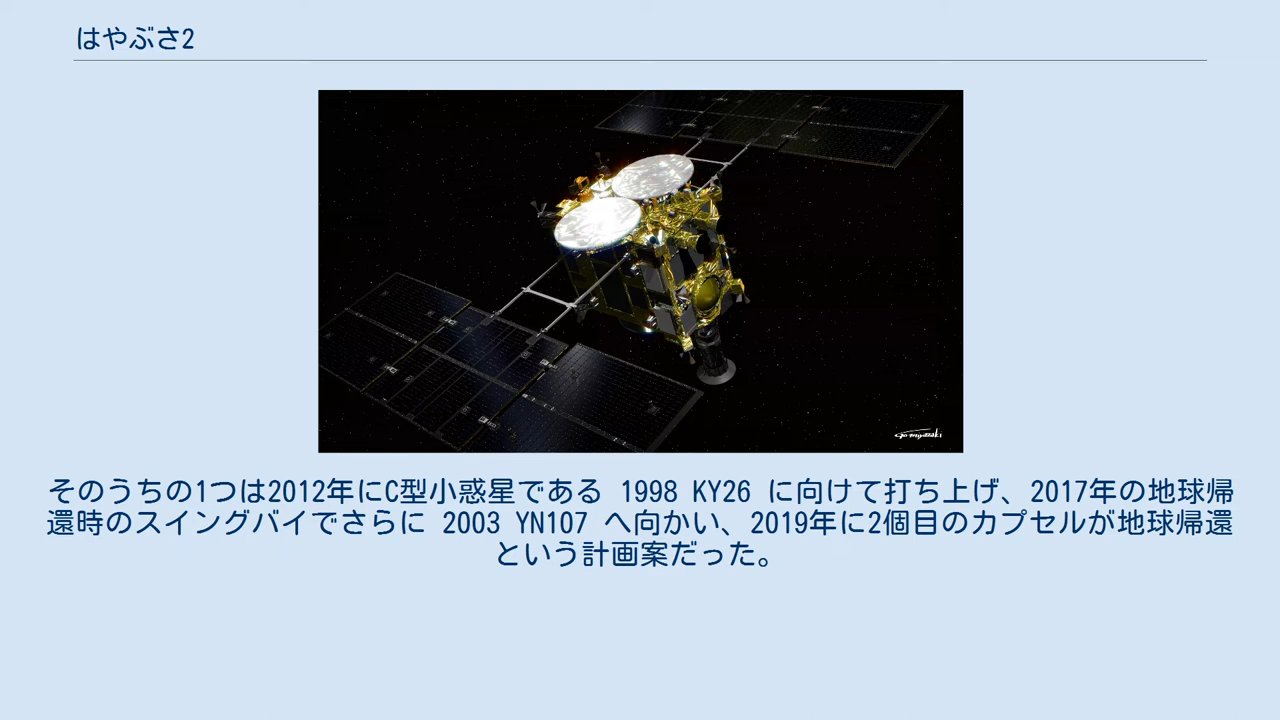 はやぶさ2
そのうちの1つは2012年にC型小惑星である 1998 KY26 に向けて打ち上げ、2017年の地球帰
還時のスイングバイでさらに 2003 YN107 へ向かい、2019年に2個目のカプセルが地球帰還
という計画案だった。